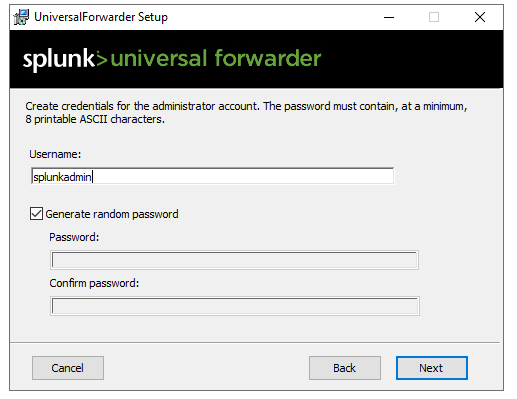 UniversalForwarder Setup
splunk>universal forwarder
Create credentials for the administrator account. The password must contain, at a minimum,
8 printable ASCII characters.
Username:
splunkadmin
Generate random password
Password:
Confirm password:
Cancel
Back
Next